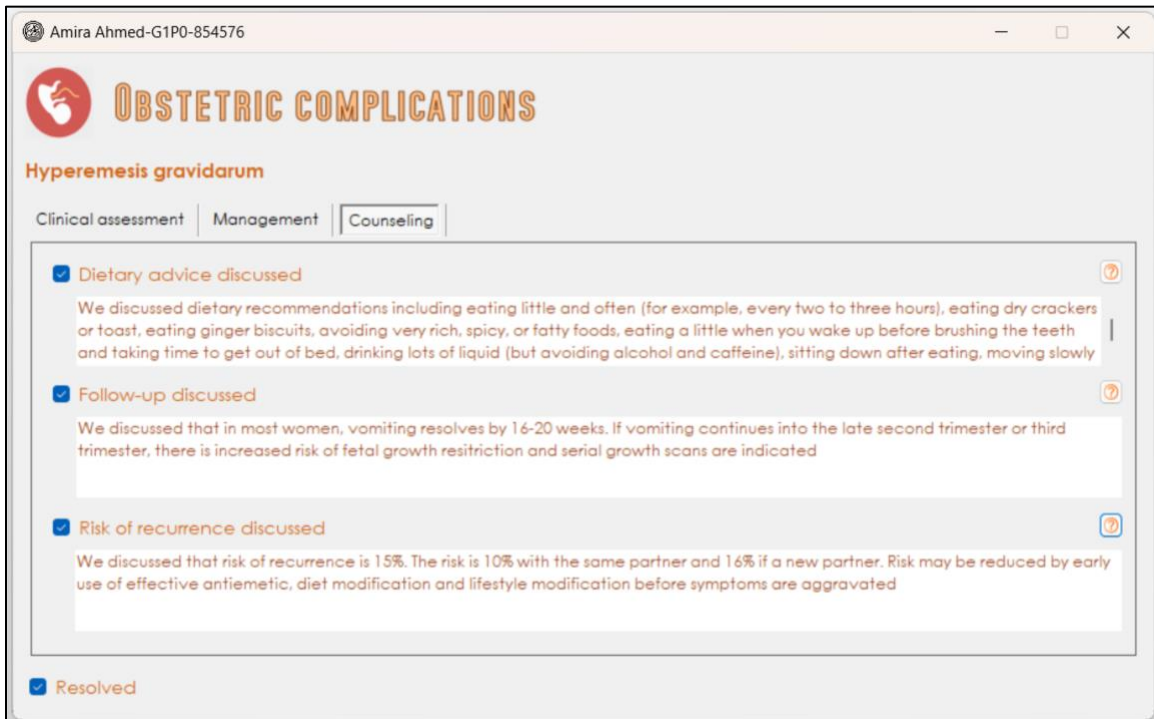 Amira Ahmed-G1P0-854576
OBSTETRIC COMPLICATIONS
Hyperemesis gravidarum
Clinical assessment Management Counseling
Dietary advice discussed
We discussed dietary recommendations including eating little and often (for example, every two to three hours), eating dry crackers
or toast, eating ginger biscuits, avoiding very rich, spicy, or fatty foods, eating a little when you wake up before brushing the teeth
and taking time to get out of bed, drinking lots of liquid (but avoiding alcohol and caffeine), sitting down after eating, moving slowly
Follow-up discussed
We discussed that in most women, vomiting resolves by 16-20 weeks. If vomiting continues into the late second trimester or third
trimester, there is increased risk of fetal growth resitriction and serial growth scans are indicated
Risk of recurrence discussed
We discussed that risk of recurrence is 15%. The risk is 10% with the same partner and 16% if a new partner. Risk may be reduced by early
use of effective antiemetic, diet modification and lifestyle modification before symptoms are aggravated
Resolved